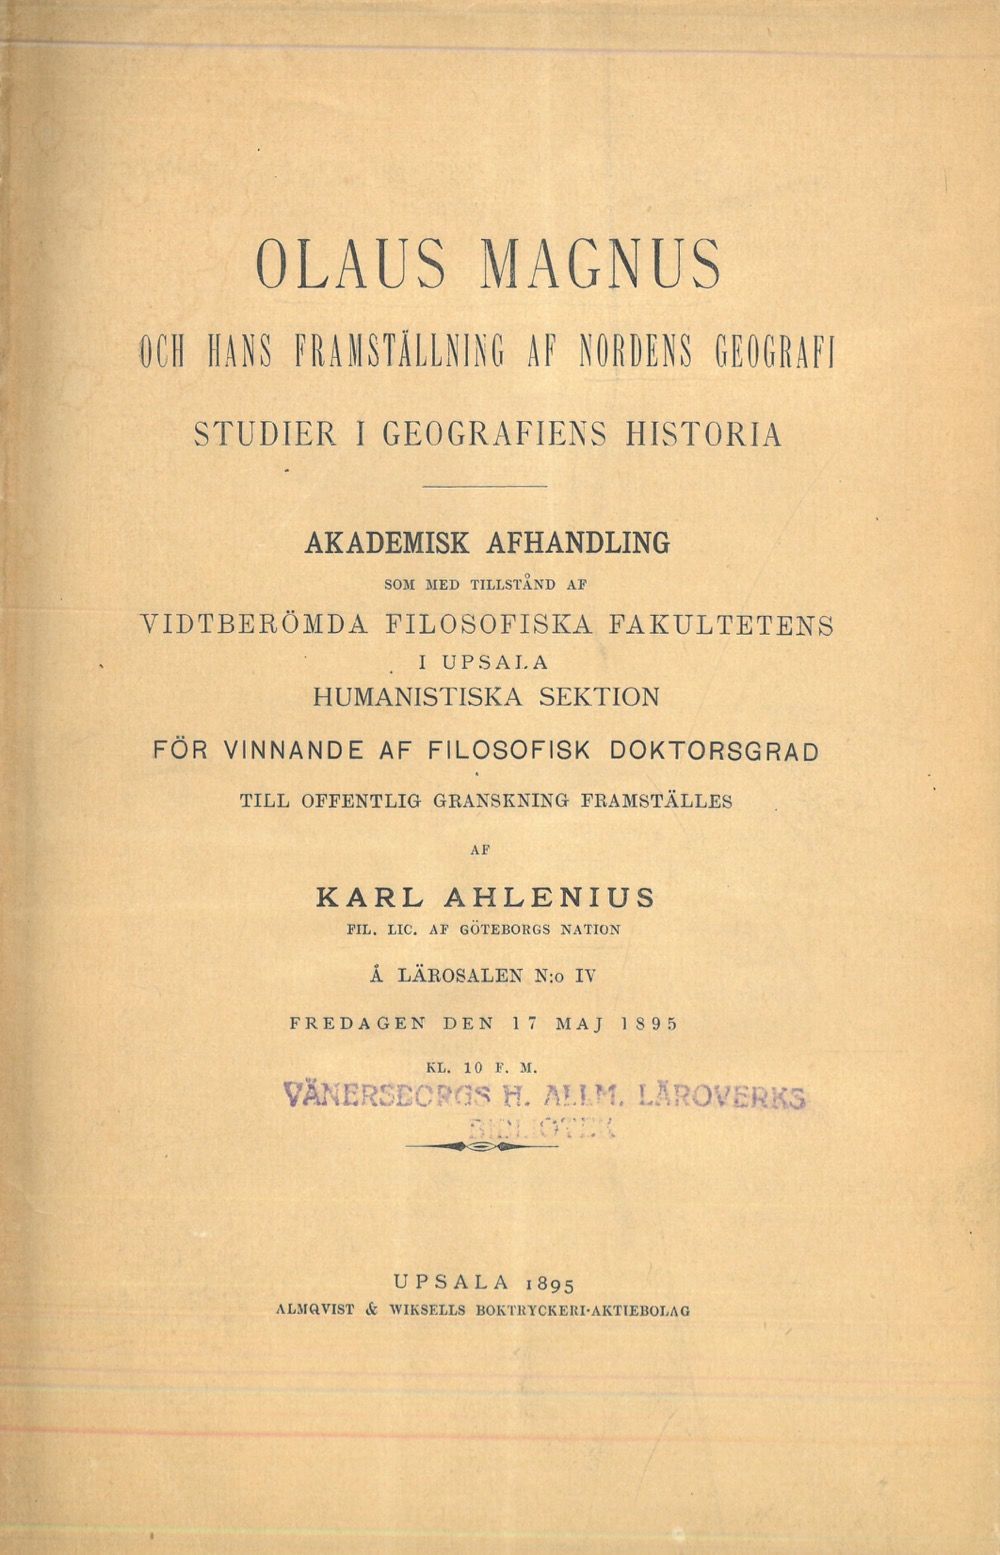 OLAUS MAGNUS
OCH HANS FRAMSTÄLLNING AF NORDENS GEOGRAFI
STUDIER I GEOGRAFIENS HISTORIA
AKADEMISK AFHANDLING
SOM MED TILLSTÅND AF
VIDTBERÖMDA FILOSOFISKA FAKULTETENS
I UPSALA
HUMANISTISKA SEKTION
FÖR VINNANDE AF FILOSOFISK DOKTORSGRAD
TILL OFFENTLIG GRANSKNING FRAMSTÄLLES
AF
KARL AHLENIUS
FIL. LIC. AF GÖTEBORGS NATION
Å LÄROSALEN N:o IV
FREDAGEN DEN 17 MAJ 1895
KL. 10 F. M.
VÄNERSBORGS H. ALLM. LÄROVERKS
BIBLIOTEK
UPSALA 1895
ALMQVIST & WIKSELLS BOKTRYCKERI-AKTIEBOLAG